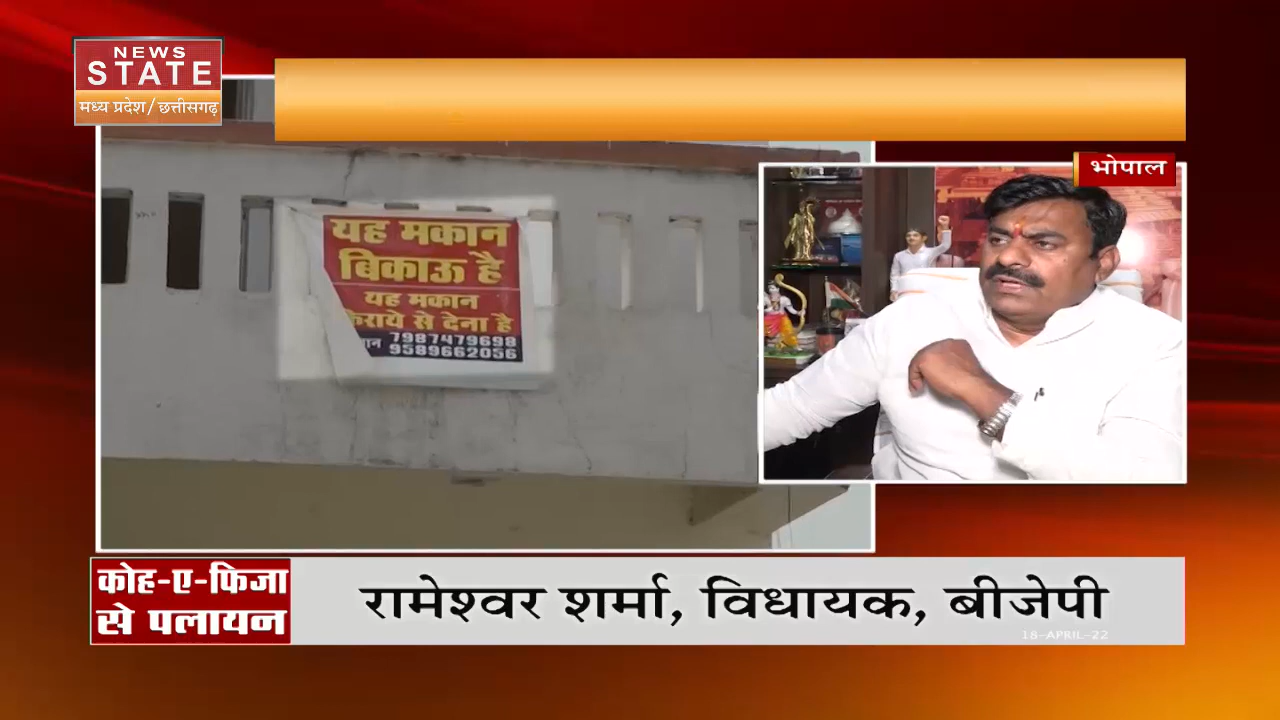 NEWS
STATE
मध्य प्रदेश/छत्तीसगढ़
भोपाल
यह मकान
बिकाऊ है
यह मकान
से देना है
7987479698
9589662056
कोह-ए-फिजा
से पलायन
रामेश्वर शर्मा, विधायक, बीजेपी
18-APRIL-22